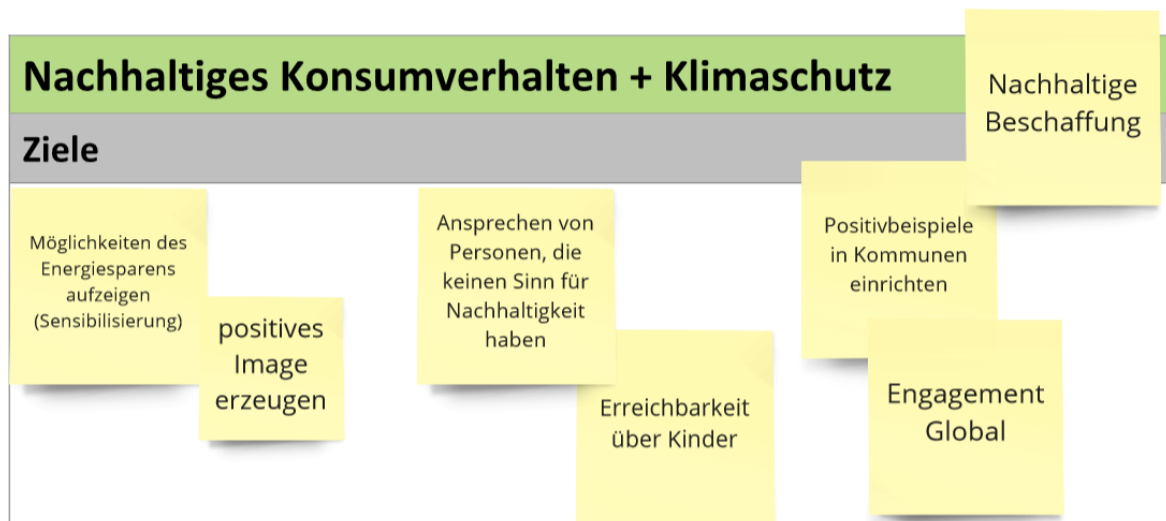 Nachhaltiges Konsumverhalten + Klimaschutz
Nachhaltige
Beschaffung
Ziele
Möglichkeiten des
Energiesparens
aufzeigen
(Sensibilisierung)
positives
Image
erzeugen
Ansprechen von
Personen, die
keinen Sinn für
Nachhaltigkeit
haben
Erreichbarkeit
über Kinder
Positivbeispiele
in Kommunen
einrichten
Engagement
Global